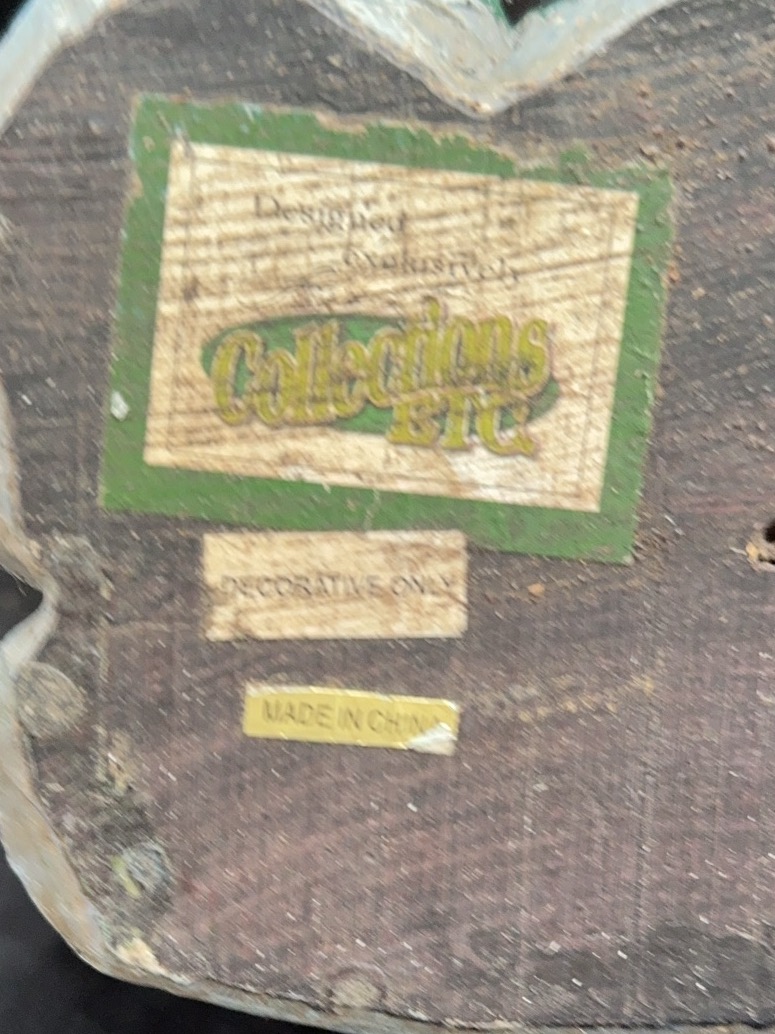 Designed
exclusively
Collections
ETC.
DECORATIVE ONLY
MADE IN CHINA